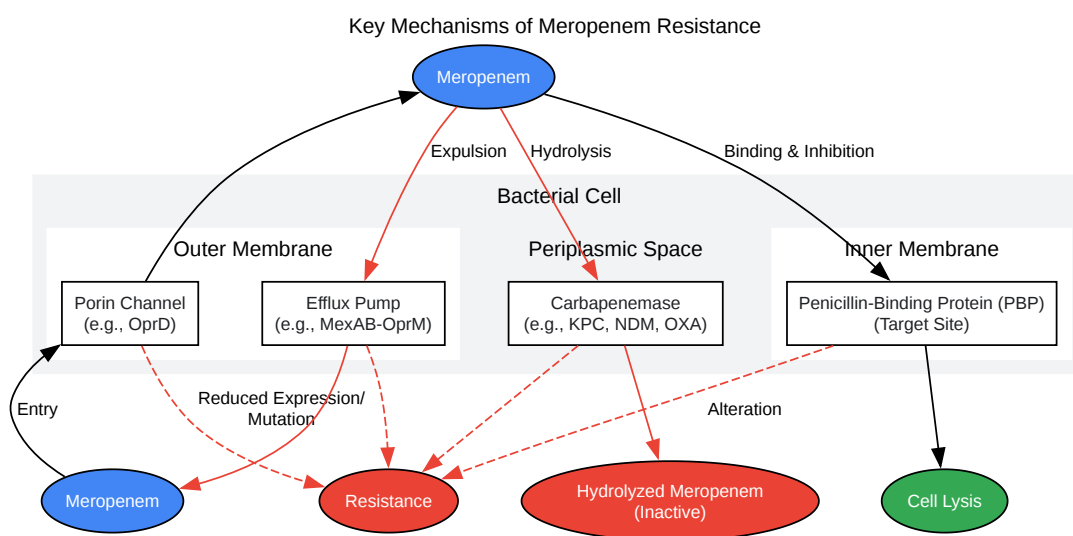 Key Mechanisms of Meropenem Resistance
Meropenem
Expulsion
Hydrolysis
Binding & Inhibition
Bacterial Cell
Outer Membrane
Periplasmic Space
Inner Membrane
Porin Channel
(e.g., OprD)
Efflux Pump
(e.g., MexAB-OprM)
Carbapenemase
(e.g., KPC, NDM, OXA)
Penicillin-Binding Protein (PBP)
(Target Site)
Entry
Reduced Expression/
Mutation
Alteration
Meropenem
Resistance
Hydrolyzed Meropenem
(Inactive)
Cell Lysis